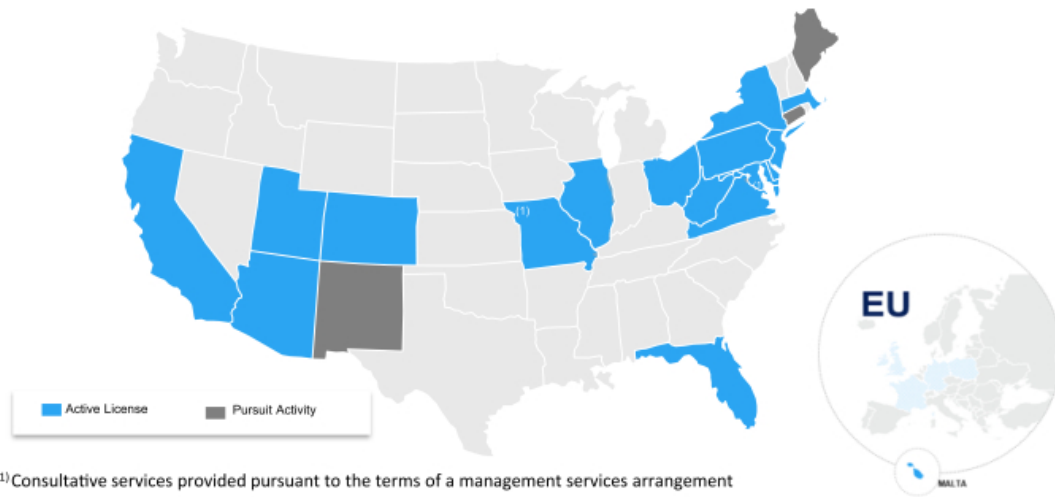 (1)
EU
Active License
Pursuit Activity
MALTA
1) Consultative services provided pursuant to the terms of a management services arrangement